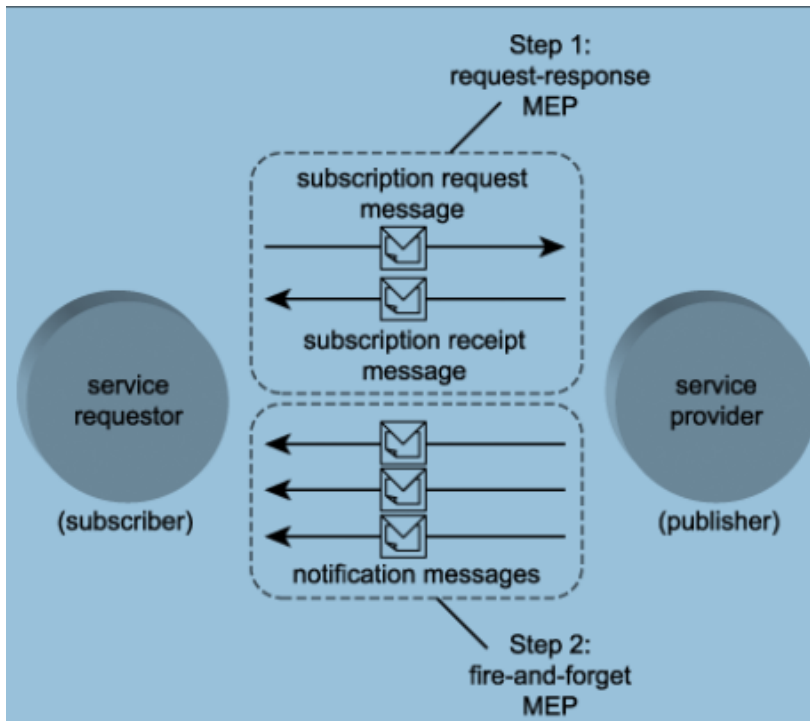 Step 1:
request-response
MEP
subscription request
message
subscription receipt
message
service
requestor
(subscriber)
service
provider
(publisher)
notification messages
Step 2:
fire-and-forget
MEP